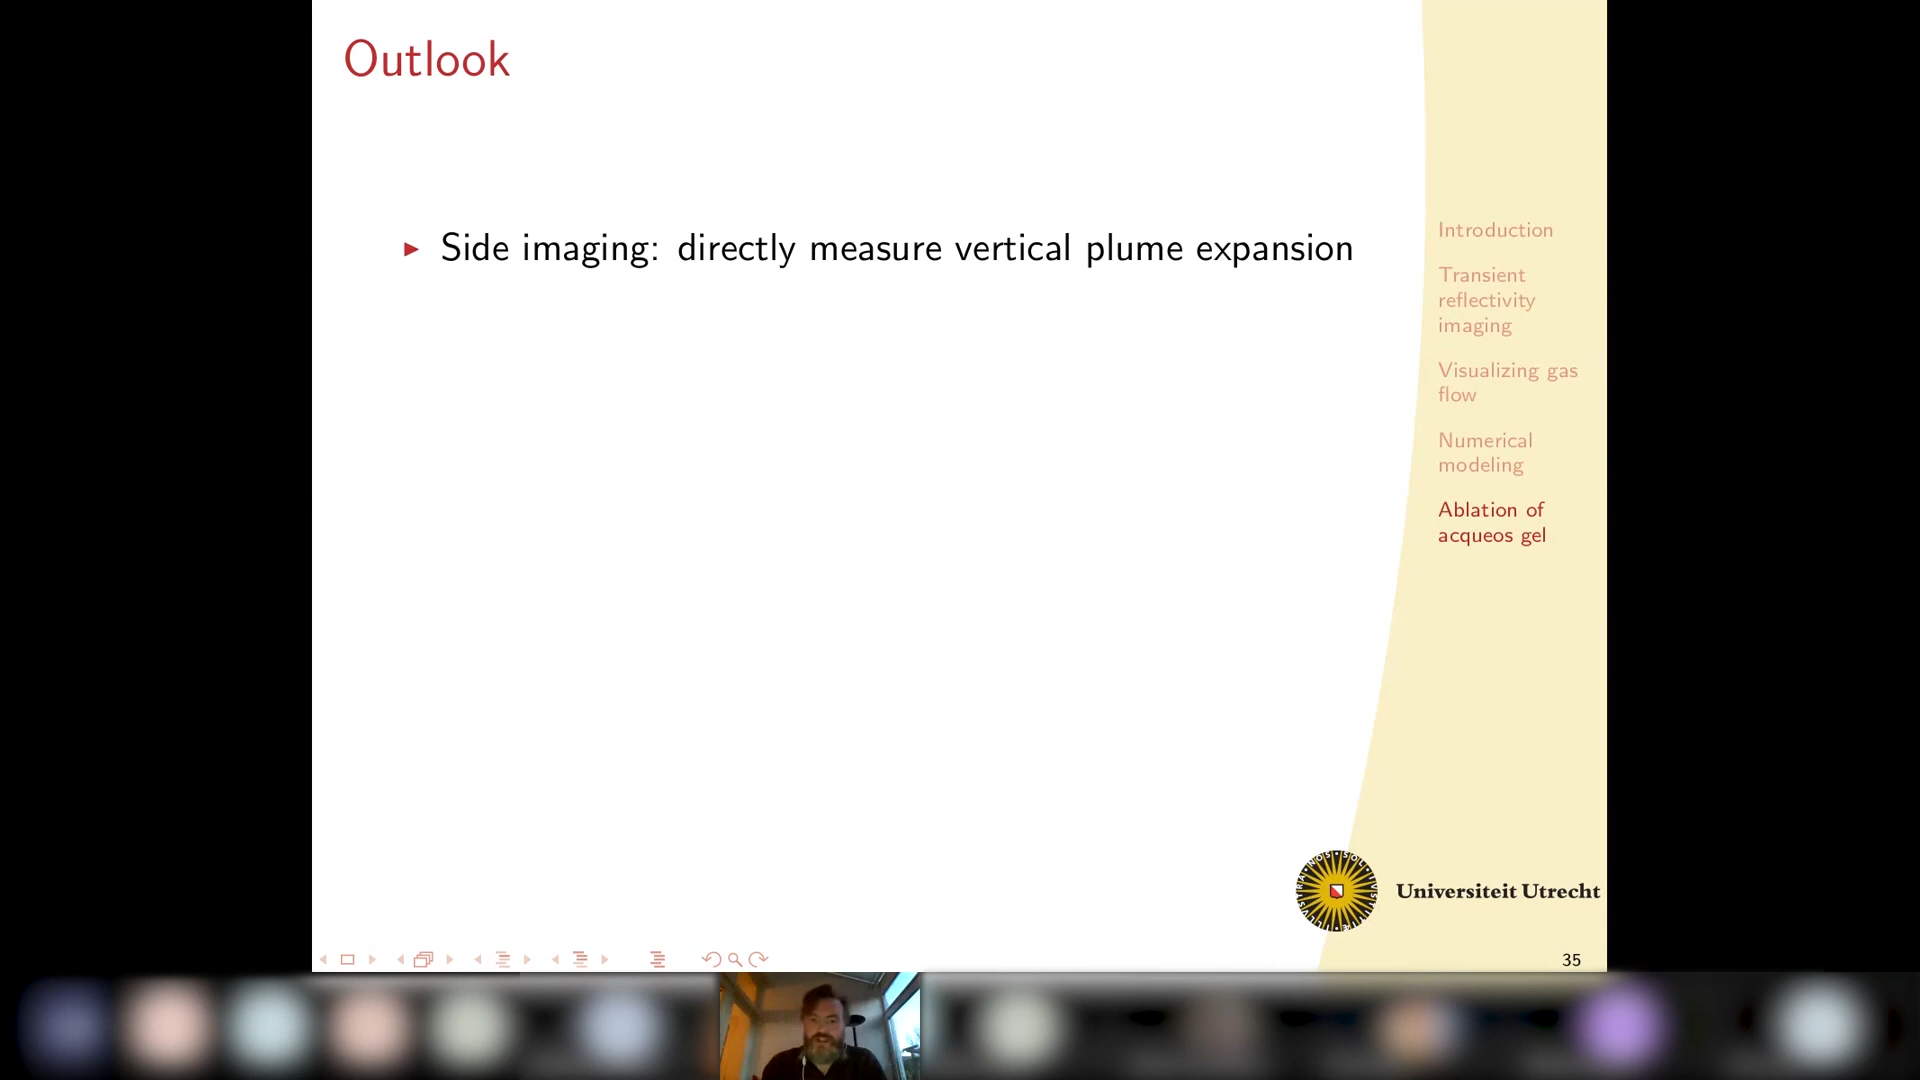 Outlook
Side imaging: directly measure vertical plume expansion
Introduction
Transient
reflectivity
imaging
Visualizing gas
flow
Numerical
modeling
Ablation of
acqueos gel
Universiteit Utrecht
35